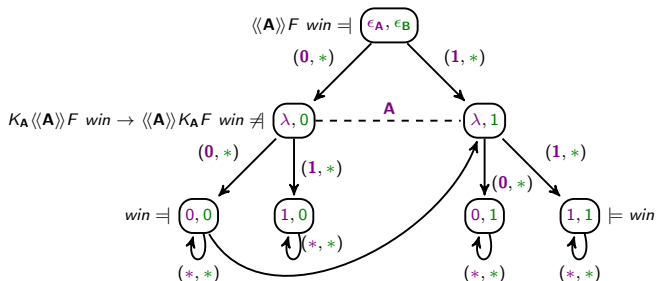 ⟨⟨A⟩⟩F win ⫤ ϵ_A, ϵ_B
(0, *) (1, *)
K_A⟨⟨A⟩⟩F win → ⟨⟨A⟩⟩K_A F win ⫤̸ λ, 0 A λ, 1
(0, *) (1, *) (0, *) (1, *)
win ⫤ 0, 0 1, 0 0, 1 1, 1 ⊨ win
(*, *) (*, *) (*, *) (*, *)